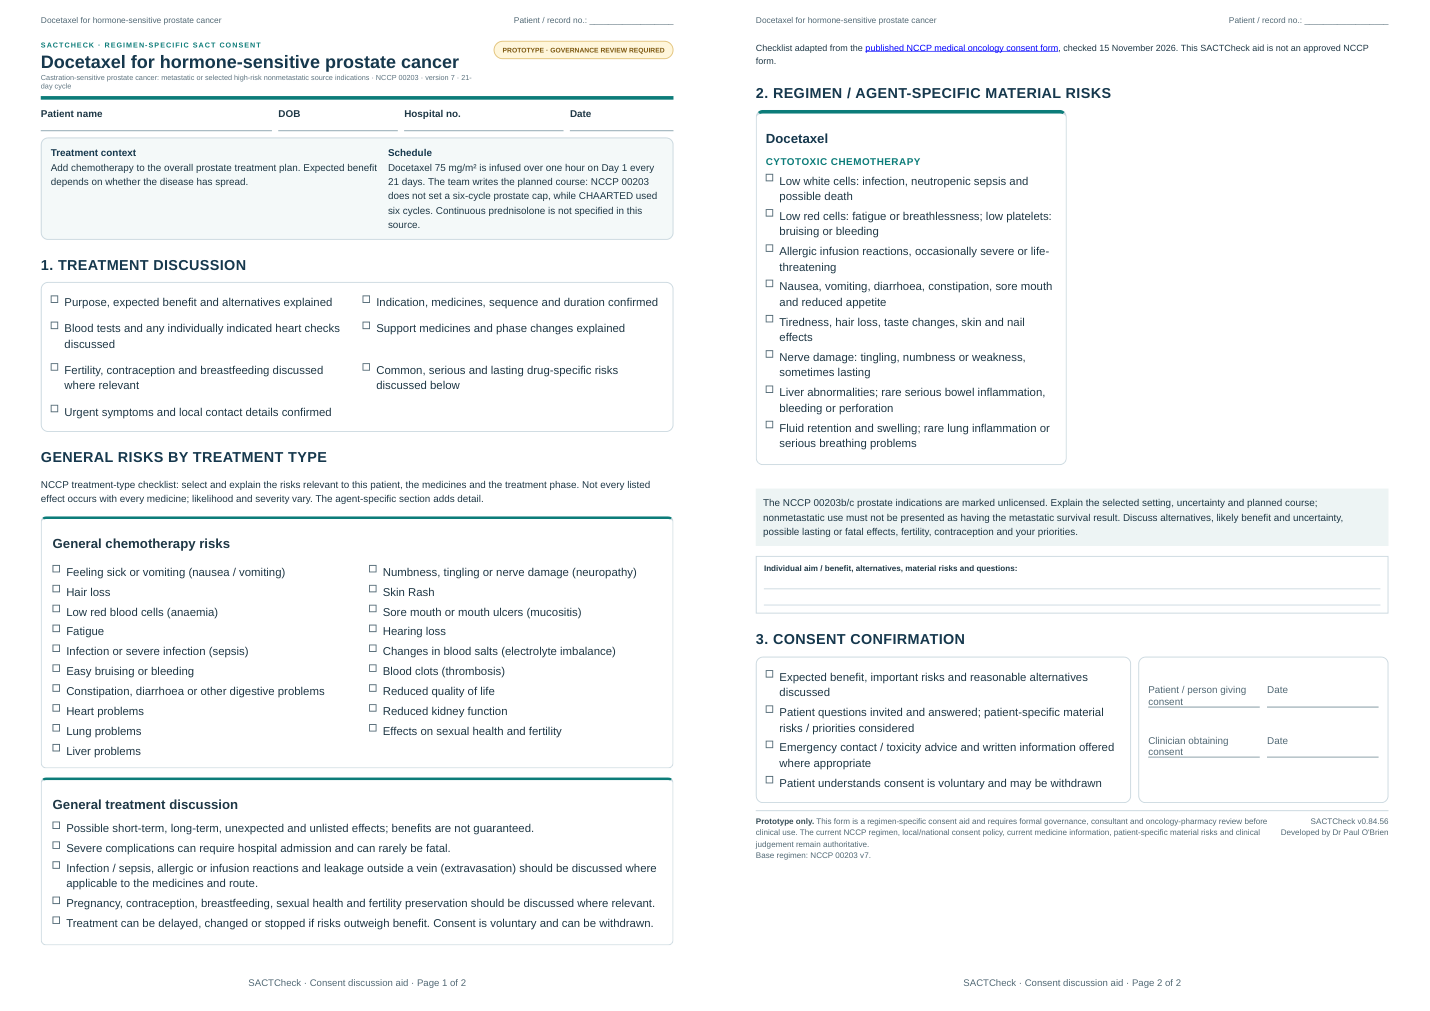 Docetaxel for hormone-sensitive prostate cancer
Patient / record no.: ____________________
SACTCHECK · REGIMEN-SPECIFIC SACT CONSENT
PROTOTYPE · GOVERNANCE REVIEW REQUIRED
Docetaxel for hormone-sensitive prostate cancer
Castration-sensitive prostate cancer: metastatic or selected high-risk nonmetastatic source indications · NCCP 00203 · version 7 · 21-
day cycle
Patient name
DOB
Hospital no.
Date
Treatment context
Add chemotherapy to the overall prostate treatment plan. Expected benefit
depends on whether the disease has spread.
Schedule
Docetaxel 75 mg/m² is infused over one hour on Day 1 every
21 days. The team writes the planned course: NCCP 00203
does not set a six-cycle prostate cap, while CHAARTED used
six cycles. Continuous prednisolone is not specified in this
source.
1. TREATMENT DISCUSSION
☐ Purpose, expected benefit and alternatives explained
☐ Indication, medicines, sequence and duration confirmed
☐ Blood tests and any individually indicated heart checks
discussed
☐ Support medicines and phase changes explained
☐ Fertility, contraception and breastfeeding discussed
where relevant
☐ Common, serious and lasting drug-specific risks
discussed below
☐ Urgent symptoms and local contact details confirmed
GENERAL RISKS BY TREATMENT TYPE
NCCP treatment-type checklist: select and explain the risks relevant to this patient, the medicines and the treatment phase. Not every listed
effect occurs with every medicine; likelihood and severity vary. The agent-specific section adds detail.
General chemotherapy risks
☐ Feeling sick or vomiting (nausea / vomiting)
☐ Hair loss
☐ Low red blood cells (anaemia)
☐ Fatigue
☐ Infection or severe infection (sepsis)
☐ Easy bruising or bleeding
☐ Constipation, diarrhoea or other digestive problems
☐ Heart problems
☐ Lung problems
☐ Liver problems
☐ Numbness, tingling or nerve damage (neuropathy)
☐ Skin Rash
☐ Sore mouth or mouth ulcers (mucositis)
☐ Hearing loss
☐ Changes in blood salts (electrolyte imbalance)
☐ Blood clots (thrombosis)
☐ Reduced quality of life
☐ Reduced kidney function
☐ Effects on sexual health and fertility
General treatment discussion
☐ Possible short-term, long-term, unexpected and unlisted effects; benefits are not guaranteed.
☐ Severe complications can require hospital admission and can rarely be fatal.
☐ Infection / sepsis, allergic or infusion reactions and leakage outside a vein (extravasation) should be discussed where
applicable to the medicines and route.
☐ Pregnancy, contraception, breastfeeding, sexual health and fertility preservation should be discussed where relevant.
☐ Treatment can be delayed, changed or stopped if risks outweigh benefit. Consent is voluntary and can be withdrawn.
SACTCheck · Consent discussion aid · Page 1 of 2
Docetaxel for hormone-sensitive prostate cancer
Patient / record no.: ____________________
Checklist adapted from the published NCCP medical oncology consent form, checked 15 November 2026. This SACTCheck aid is not an approved NCCP
form.
2. REGIMEN / AGENT-SPECIFIC MATERIAL RISKS
Docetaxel
CYTOTOXIC CHEMOTHERAPY
☐ Low white cells: infection, neutropenic sepsis and
possible death
☐ Low red cells: fatigue or breathlessness; low platelets:
bruising or bleeding
☐ Allergic infusion reactions, occasionally severe or life-
threatening
☐ Nausea, vomiting, diarrhoea, constipation, sore mouth
and reduced appetite
☐ Tiredness, hair loss, taste changes, skin and nail
effects
☐ Nerve damage: tingling, numbness or weakness,
sometimes lasting
☐ Liver abnormalities; rare serious bowel inflammation,
bleeding or perforation
☐ Fluid retention and swelling; rare lung inflammation or
serious breathing problems
The NCCP 00203b/c prostate indications are marked unlicensed. Explain the selected setting, uncertainty and planned course;
nonmetastatic use must not be presented as having the metastatic survival result. Discuss alternatives, likely benefit and uncertainty,
possible lasting or fatal effects, fertility, contraception and your priorities.
Individual aim / benefit, alternatives, material risks and questions:
3. CONSENT CONFIRMATION
☐ Expected benefit, important risks and reasonable alternatives
discussed
☐ Patient questions invited and answered; patient-specific material
risks / priorities considered
☐ Emergency contact / toxicity advice and written information offered
where appropriate
☐ Patient understands consent is voluntary and may be withdrawn
Patient / person giving
consent
Date
Clinician obtaining
consent
Date
Prototype only. This form is a regimen-specific consent aid and requires formal governance, consultant and oncology-pharmacy review before
clinical use. The current NCCP regimen, local/national consent policy, current medicine information, patient-specific material risks and clinical
judgement remain authoritative.
Base regimen: NCCP 00203 v7.
SACTCheck v0.84.56
Developed by Dr Paul O'Brien
SACTCheck · Consent discussion aid · Page 2 of 2